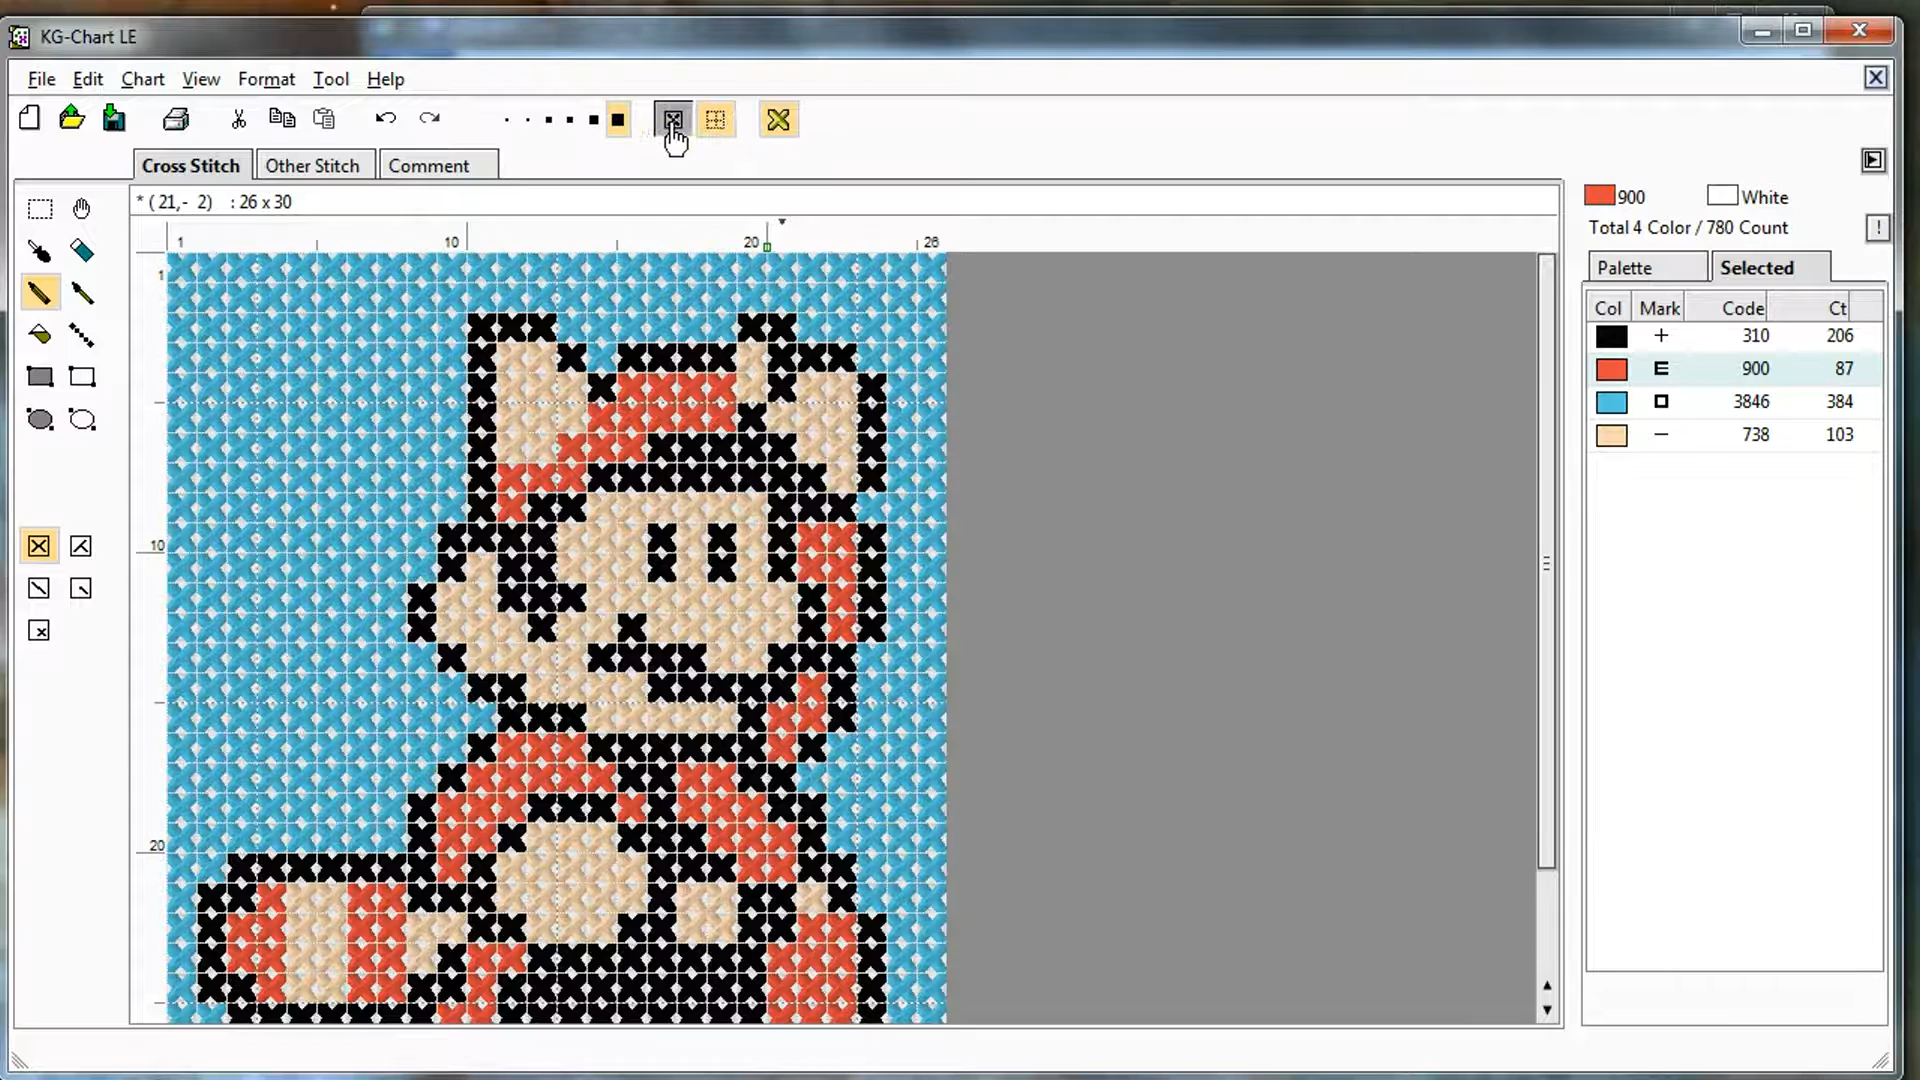 KG-Chart LE
File Edit Chart View Format Tool Help
Cross Stitch Other Stitch Comment
* ( 21,- 2) : 26 x 30
900 White
Total 4 Color / 780 Count
!
1 10 20 26
Palette Selected
Col Mark Code Ct
310 206
900 87
3846 384
738 103
1
10
20